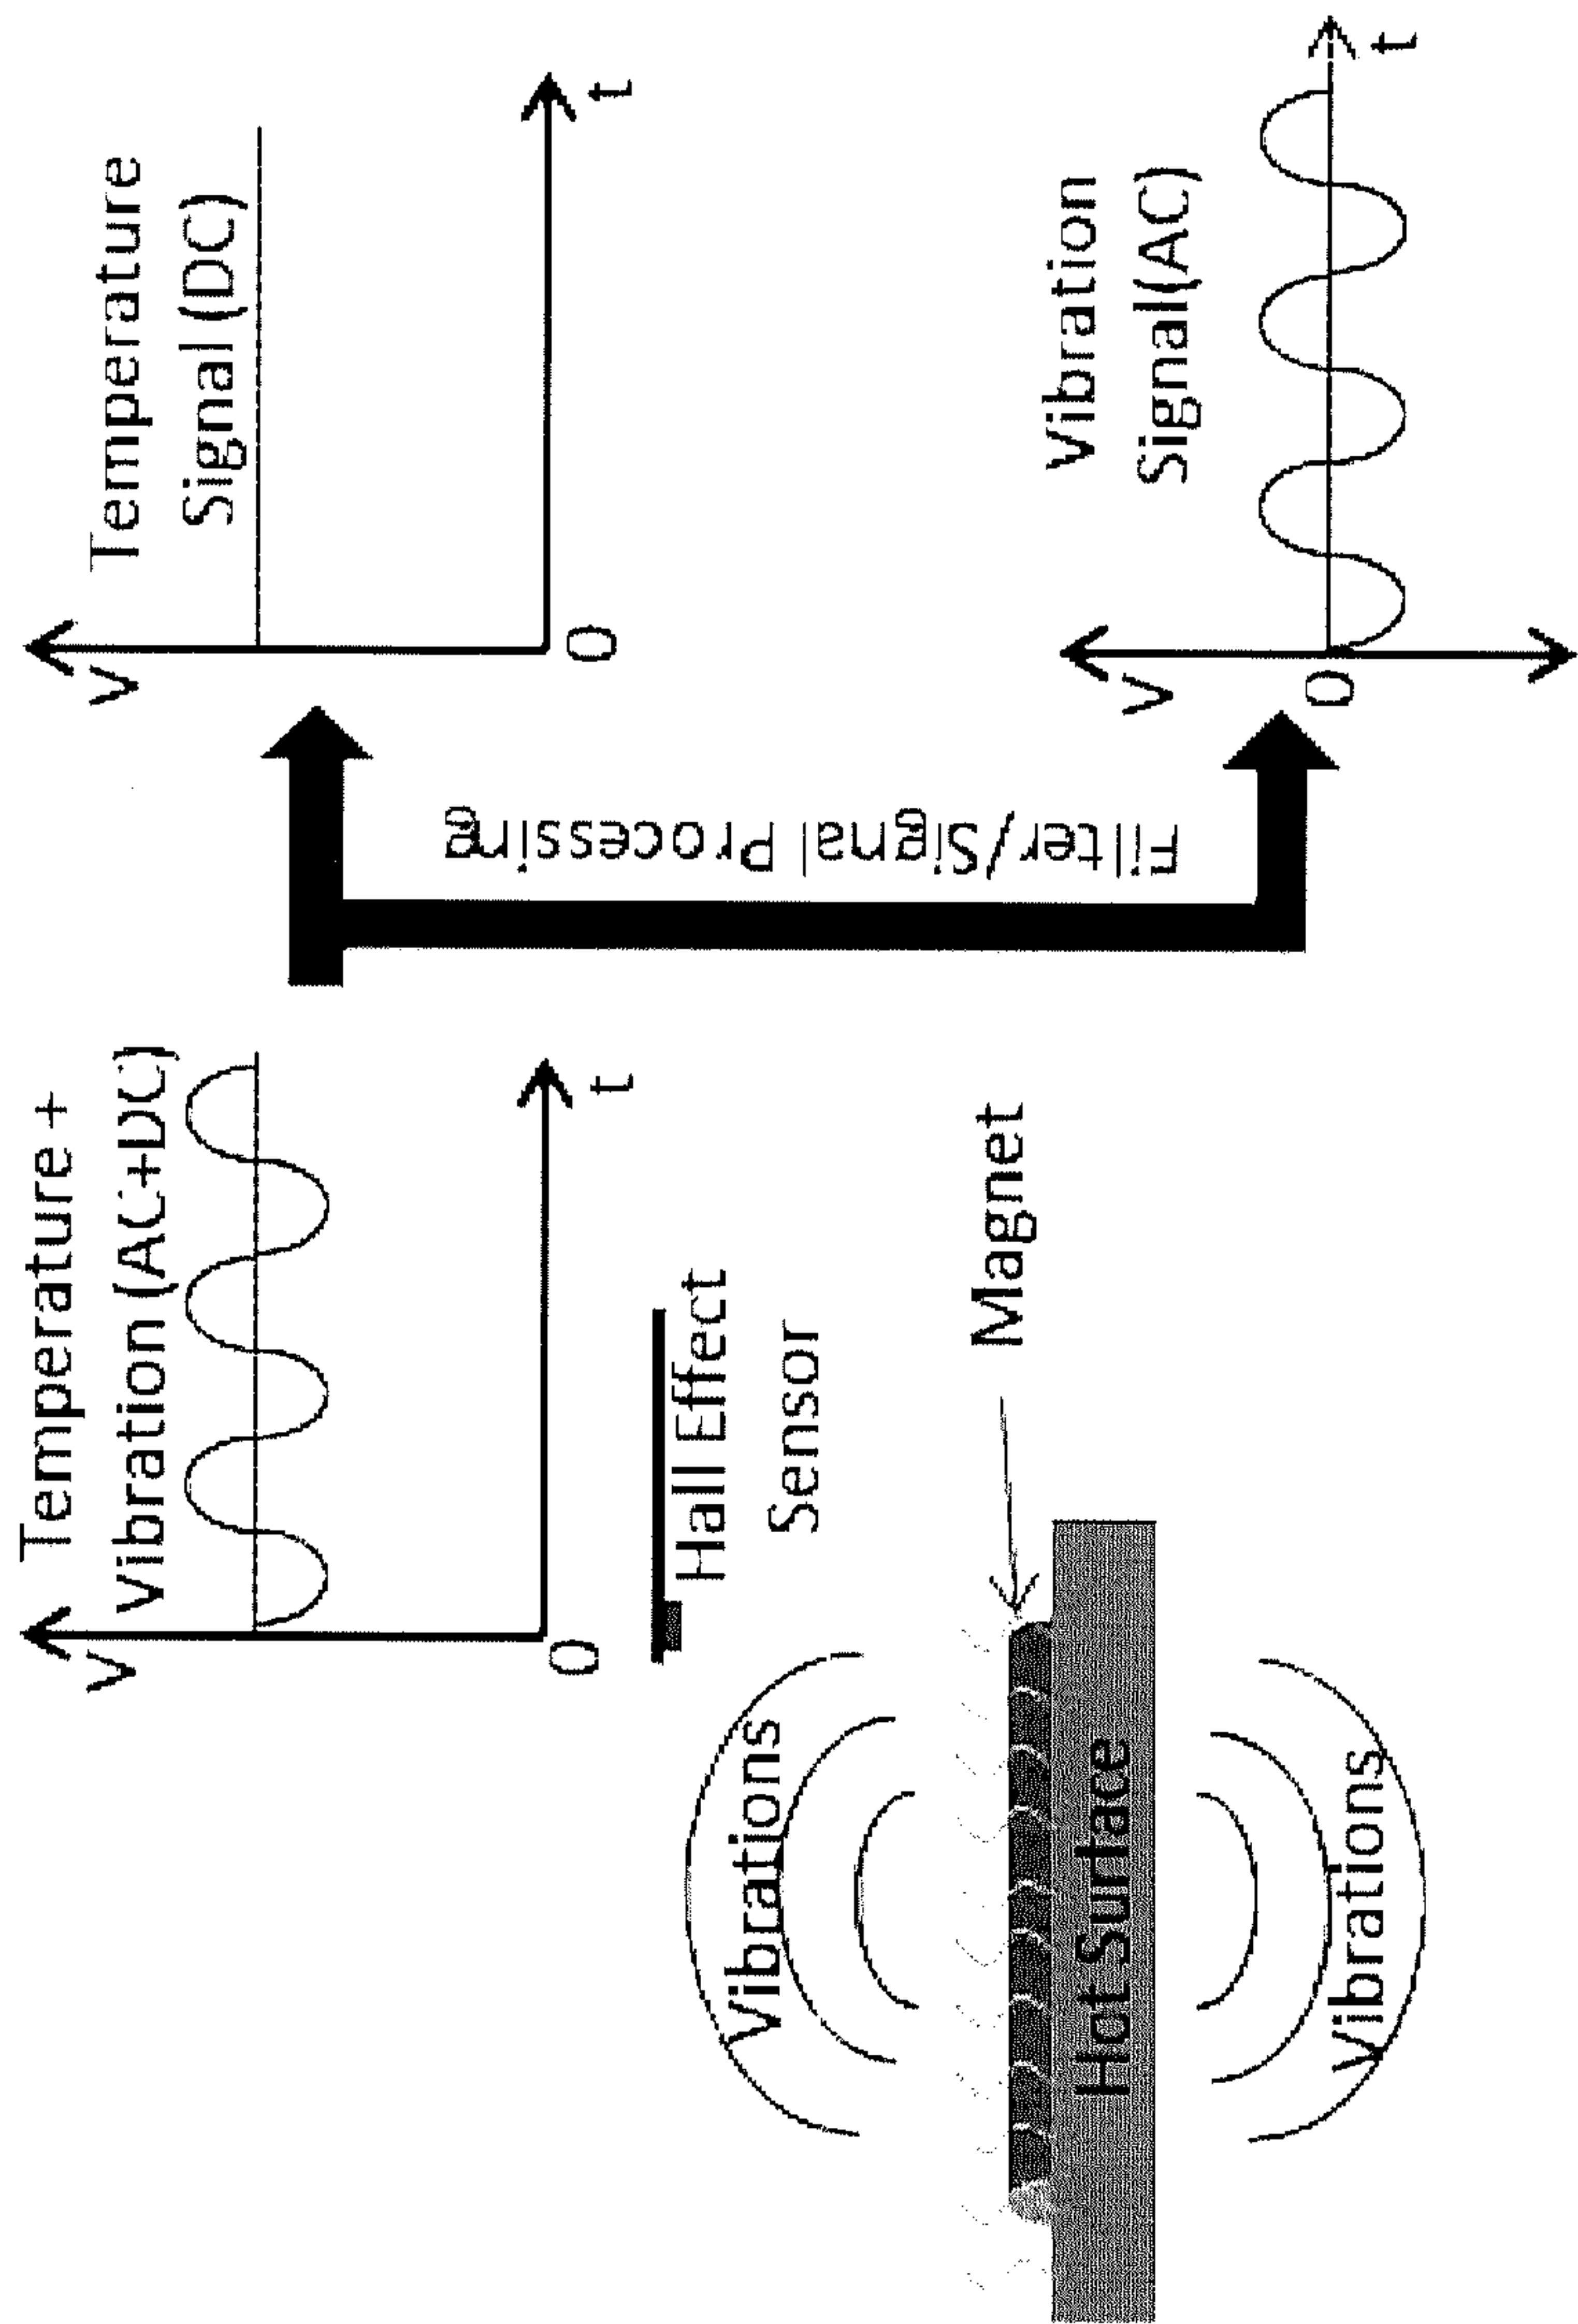 Temperature +
Vibration (AC+DC)
V
0
t
Temperature
Signal (DC)
V
0
t
Filter/Signal Processing
Hall Effect
Sensor
Vibrations
Magnet
Hot Surface
Vibrations
Vibration
Signal(AC)
V
0
t